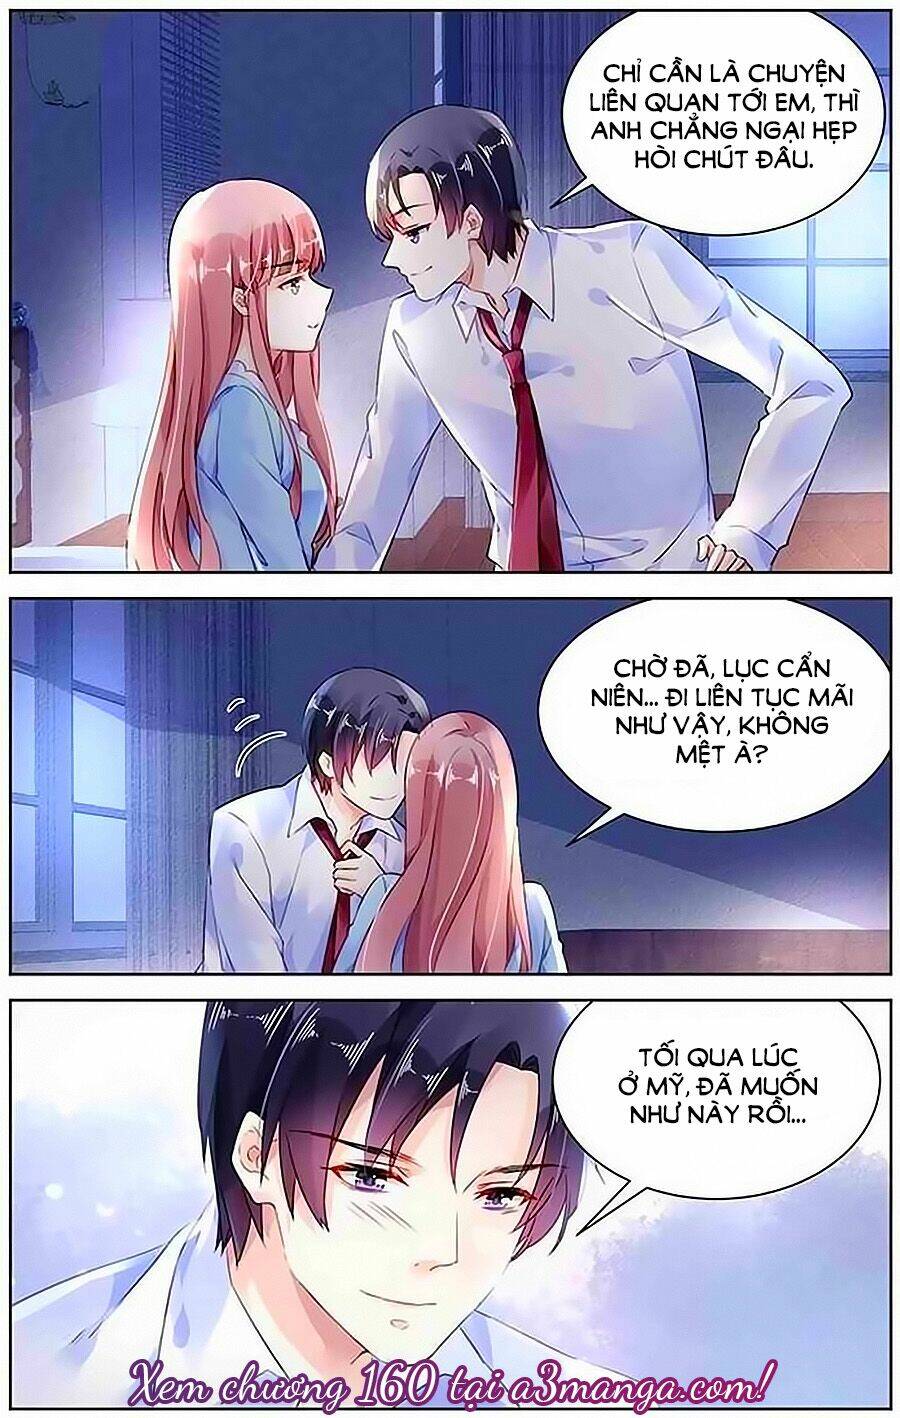 CHỈ CẦN LÀ CHUYỆN
LIÊN QUAN TỚI EM, THÌ
ANH CHẲNG NGẠI HẸP
HÒI CHÚT ĐÂU.
CHỜ ĐÃ, LỤC CẨN
NIÊN... ĐI LIÊN TỤC MÃI
NHƯ VẬY, KHÔNG
MỆT À?
TỐI QUA LÚC
Ở MỸ, ĐÃ MUỐN
NHƯ NÀY RỒI...
Xem chương 160 tại a3manga.com!